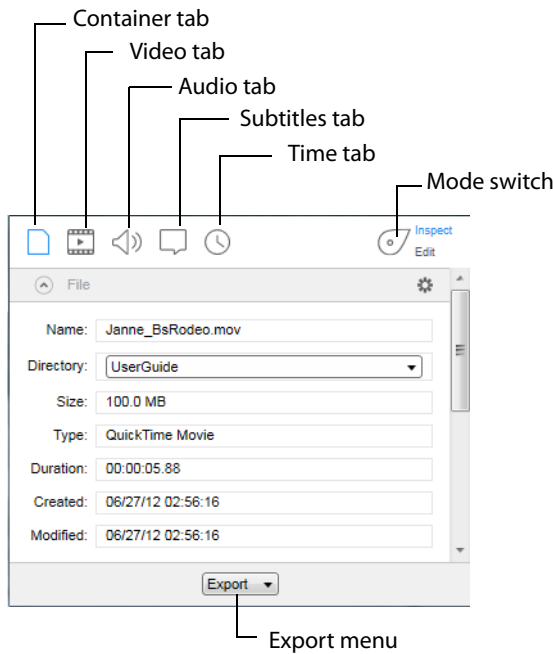 Container tab
Video tab
Audio tab
Subtitles tab
Time tab
Mode switch
Inspect
Edit
File
Name: Janne_BsRodeo.mov
Directory: UserGuide
Size: 100.0 MB
Type: QuickTime Movie
Duration: 00:00:05.88
Created: 06/27/12 02:56:16
Modified: 06/27/12 02:56:16
Export
Export menu